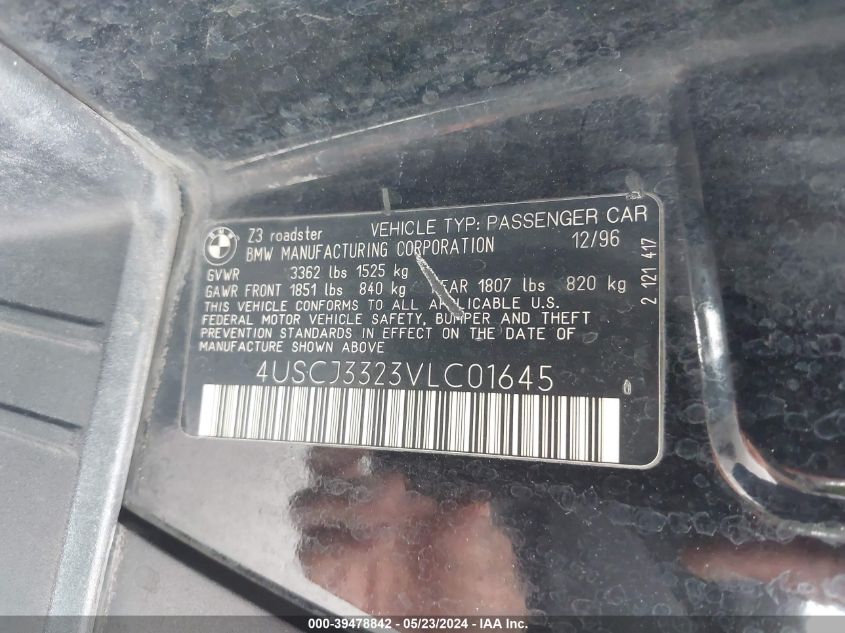 BMW Z3 roadster VEHICLE TYP: PASSENGER CAR
BMW MANUFACTURING CORPORATION 12/96
GVWR 3362 lbs 1525 kg
GAWR FRONT 1851 lbs 840 kg EAR 1807 lbs 820 kg
THIS VEHICLE CONFORMS TO ALL APLICABLE U.S.
FEDERAL MOTOR VEHICLE SAFETY, BUMPER AND THEFT
PREVENTION STANDARDS IN EFFECT ON THE DATE OF
MANUFACTURE SHOWN ABOVE
2 121 417
4USCJ3323VLC01645
000-39478842 - 05/23/2024 - IAA Inc.